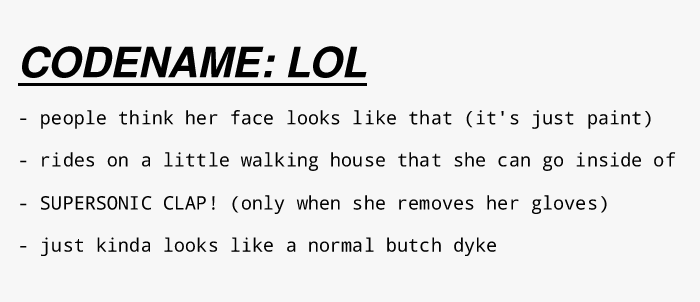 CODENAME: LOL
- people think her face looks like that (it's just paint)
- rides on a little walking house that she can go inside of
- SUPERSONIC CLAP! (only when she removes her gloves)
- just kinda looks like a normal butch dyke